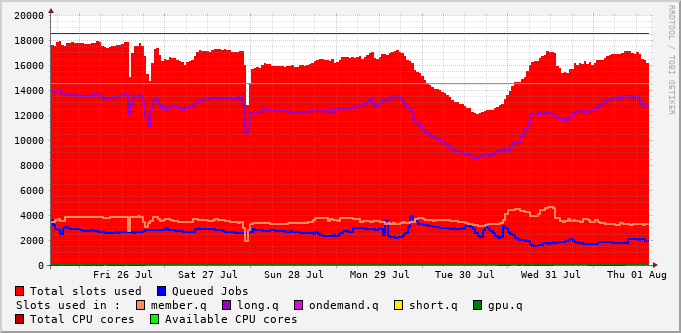 20000
18000
16000
14000
12000
10000
8000
6000
4000
2000
0
Fri 26 Jul Sat 27 Jul Sun 28 Jul Mon 29 Jul Tue 30 Jul Wed 31 Jul Thu 01 Aug
RRDTOOL / TOBI OETIKER
Total slots used Queued Jobs
Slots used in : member.q long.q ondemand.q short.q gpu.q
Total CPU cores Available CPU cores